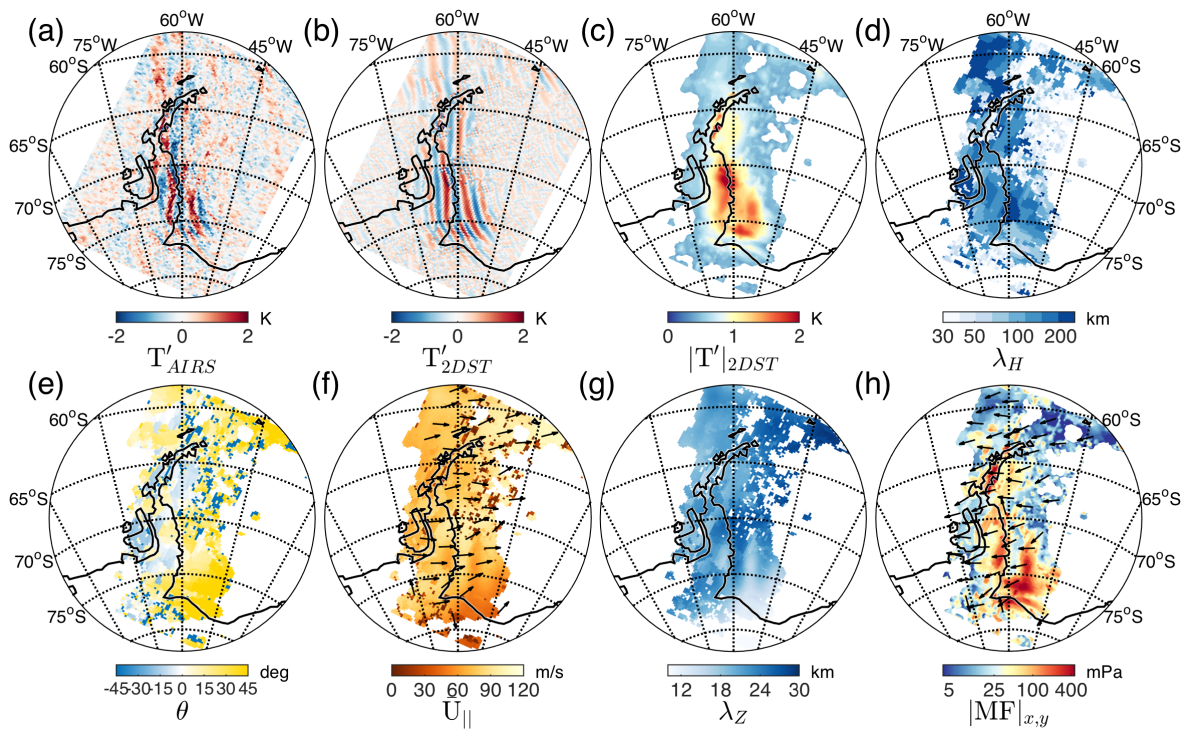 (a) (b) (c) (d)
60°W 60°W 60°W 60°W
75°W 45°W 75°W 45°W 75°W 45°W 75°W 45°W
60°S 60°S
65°S 65°S
70°S 70°S
75°S 75°S
-2 0 2 K -2 0 2 K 0 1 2 K 30 50 100 200 km
T′AIRS T′2DST |T′|2DST λH
(e) (f) (g) (h)
60°S 60°S
65°S 65°S
70°S 70°S
75°S 75°S
-45 -30 -15 0 15 30 45 deg 0 30 60 90 120 m/s 12 18 24 30 km 5 25 100 400 mPa
θ Ū|| λZ |MF|x,y